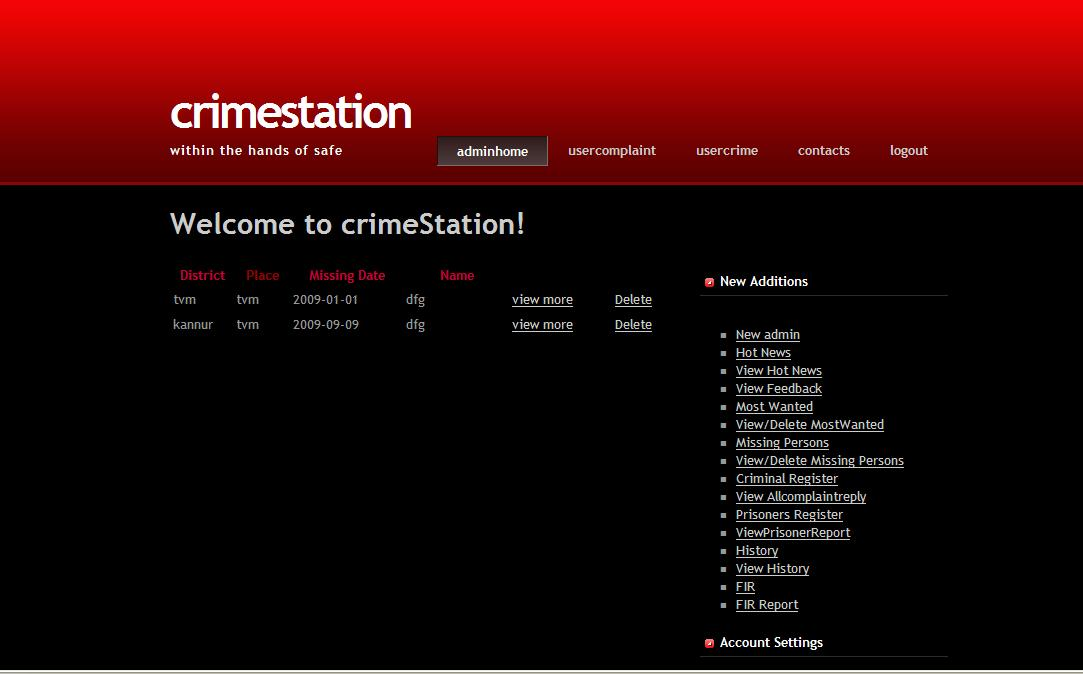 crimestation
within the hands of safe
adminhome usercomplaint usercrime contacts logout
Welcome to crimeStation!
District Place Missing Date Name
tvm tvm 2009-01-01 dfg view more Delete
kannur tvm 2009-09-09 dfg view more Delete
New Additions
New admin
Hot News
View Hot News
View Feedback
Most Wanted
View/Delete MostWanted
Missing Persons
View/Delete Missing Persons
Criminal Register
View Allcomplaintreply
Prisoners Register
ViewPrisonerReport
History
View History
FIR
FIR Report
Account Settings